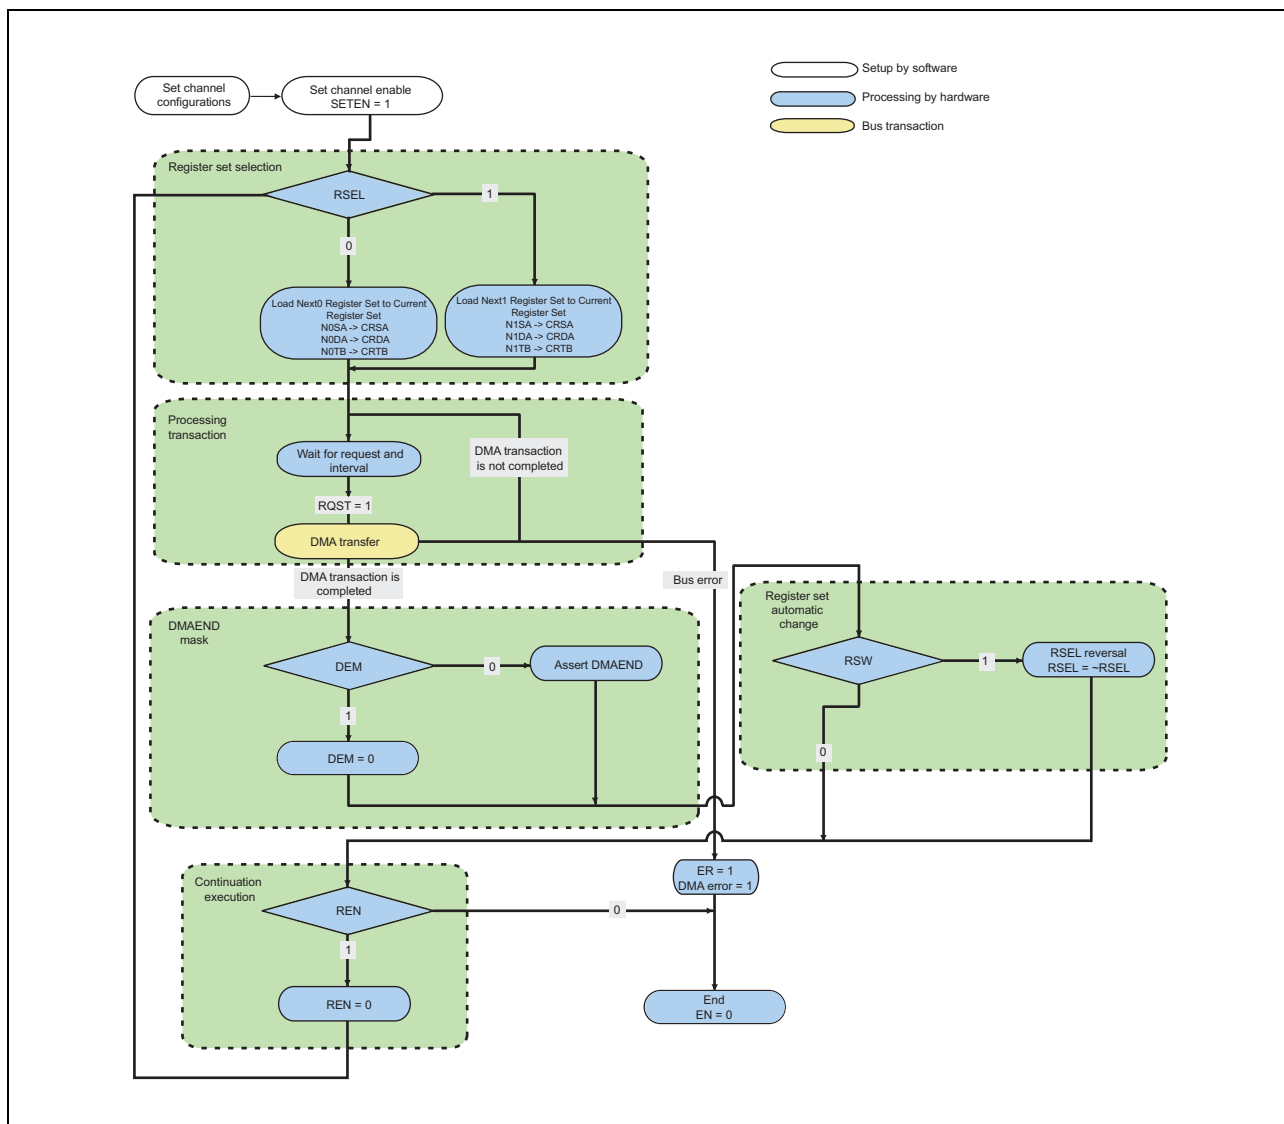 Set channel
configurations
Set channel enable
SETEN = 1
Setup by software
Processing by hardware
Bus transaction
Register set selection
RSEL
1
0
Load Next0 Register Set to Current
Register Set
N0SA -> CRSA
N0DA -> CRDA
N0TB -> CRTB
Load Next1 Register Set to Current
Register Set
N1SA -> CRSA
N1DA -> CRDA
N1TB -> CRTB
Processing
transaction
Wait for request and
interval
DMA transaction
is not completed
RQST = 1
DMA transfer
DMA transaction is
completed
Bus error
DMAEND
mask
DEM
0
Assert DMAEND
1
DEM = 0
Register set
automatic
change
RSW
1
RSEL reversal
RSEL = ~RSEL
0
ER = 1
DMA error = 1
Continuation
execution
REN
0
1
REN = 0
End
EN = 0